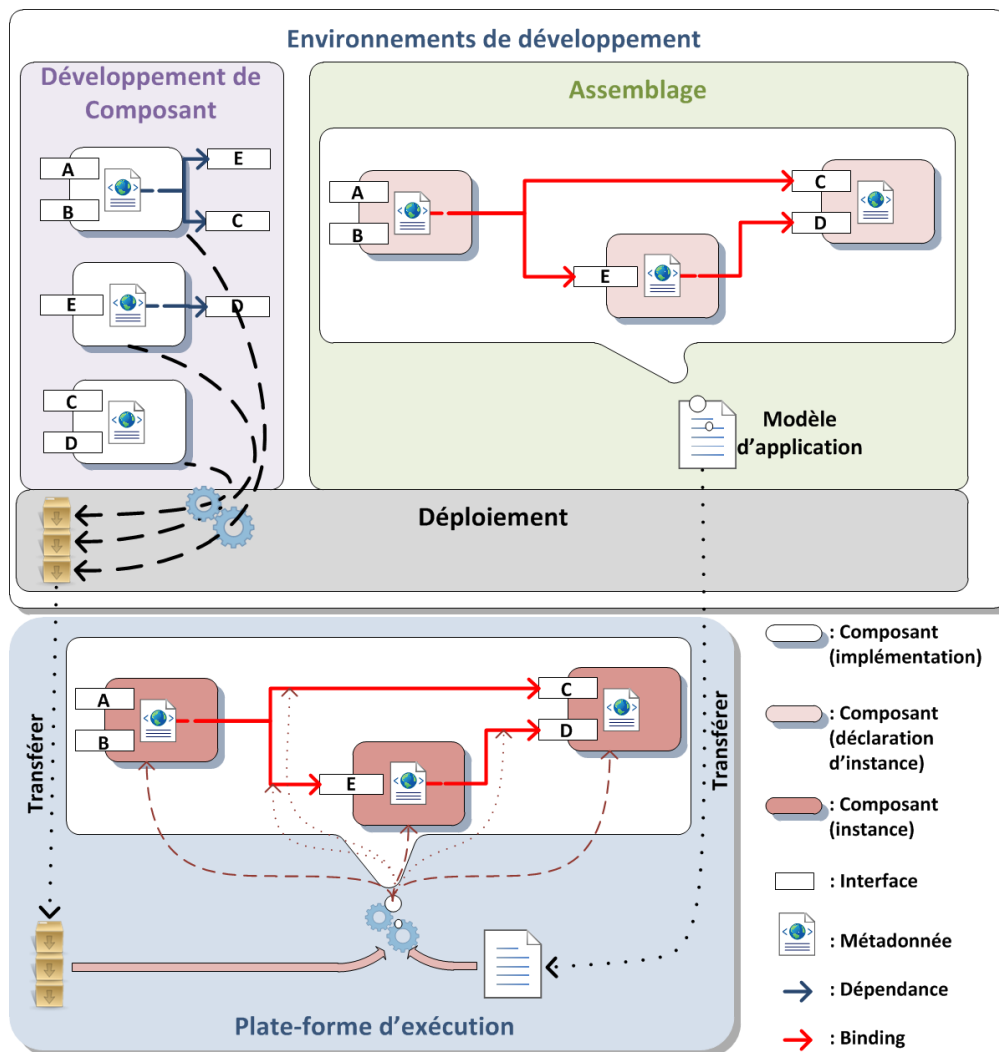 Environnements de développement
Développement de
Composant
A
B
E
C
E
D
C
D
Assemblage
A
B
E
C
D
Modèle
d’application
Déploiement
Transférer
A
B
E
C
D
Transférer
Plate-forme d’exécution
: Composant
(implémentation)
: Composant
(déclaration
d’instance)
: Composant
(instance)
: Interface
: Métadonnée
: Dépendance
: Binding